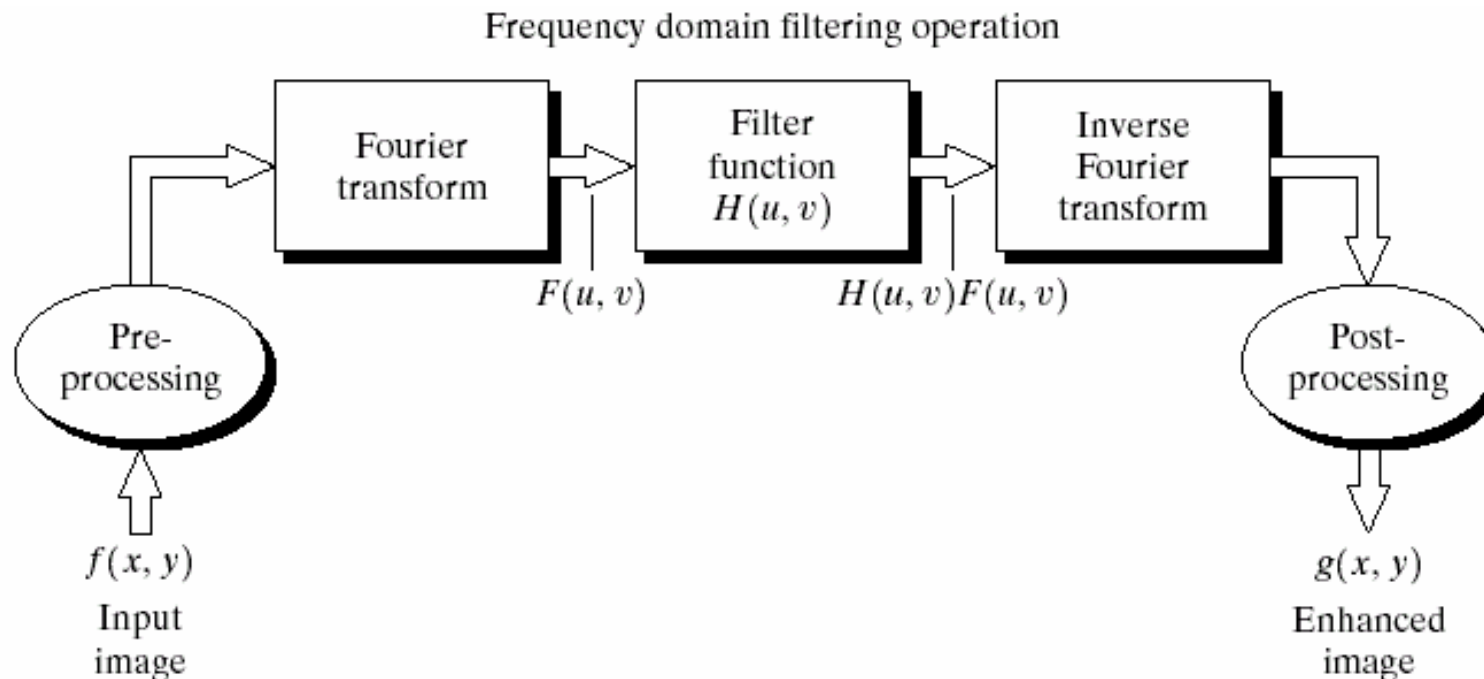 Frequency domain filtering operation
Fourier
transform
Filter
function
H(u, v)
Inverse
Fourier
transform
F(u, v)
H(u, v)F(u, v)
Pre-
processing
Post-
processing
f(x, y)
Input
image
g(x, y)
Enhanced
image